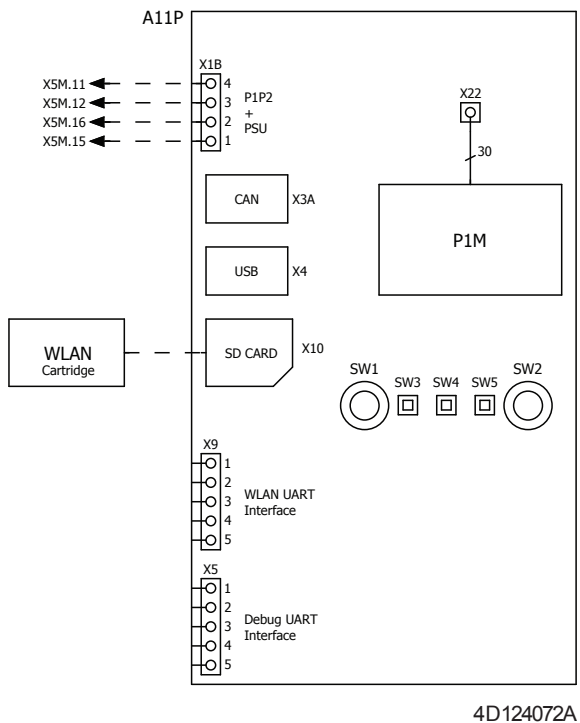 A11P
X1B
X5M.11
4
X5M.12
3
P1P2
X5M.16
2
+
X5M.15
1
PSU
X22
30
P1M
CAN
X3A
USB
X4
WLAN
Cartridge
SD CARD
X10
SW1
SW3
SW4
SW5
SW2
X9
1
2
3
4
5
WLAN UART
Interface
X5
1
2
3
4
5
Debug UART
Interface
4D124072A